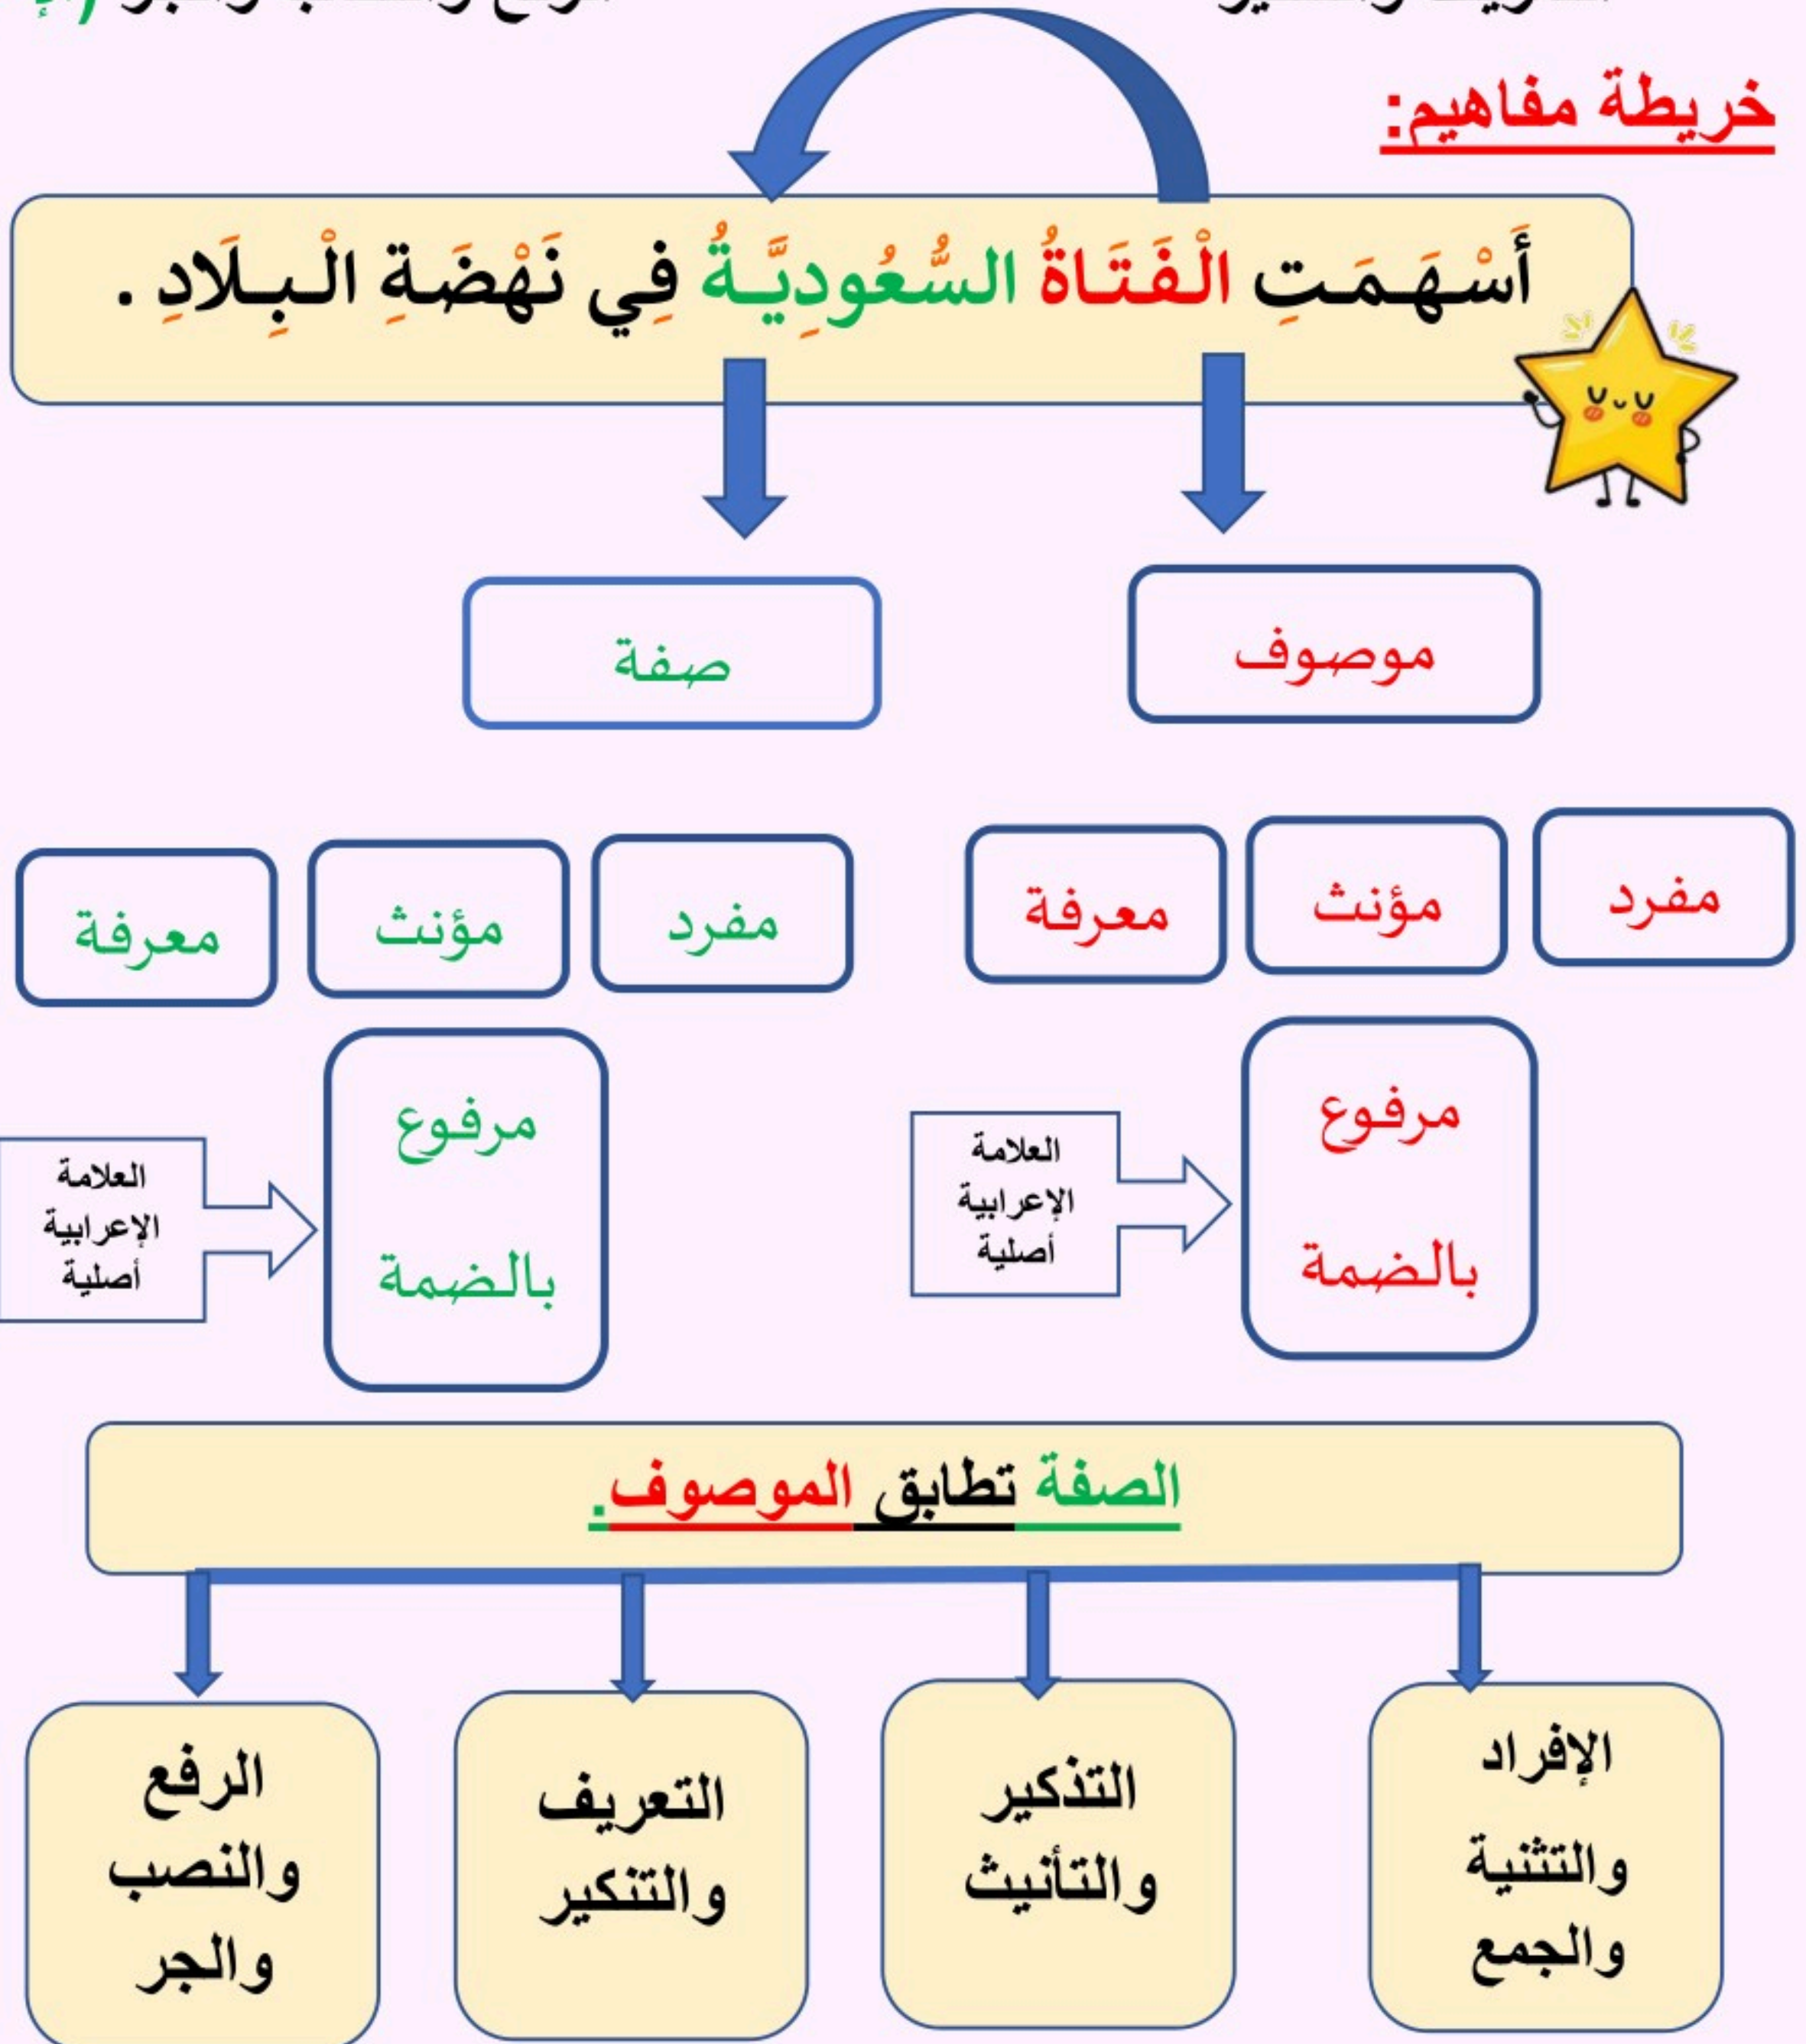 خريطة مفاهيم:
أَسْهَمَتِ الْفَتَاةُ السُّعُودِيَّةُ فِي نَهْضَةِ الْبِلَادِ .
موصوف
صفة
مفرد
مؤنث
معرفة
مفرد
مؤنث
معرفة
مرفوع
بالضمة
العلامة
الإعرابية
أصلية
مرفوع
بالضمة
العلامة
الإعرابية
أصلية
الصفة تطابق الموصوف.
الإفراد
والتثنية
والجمع
التذكير
والتأنيث
التعريف
والتنكير
الرفع
والنصب
والجر